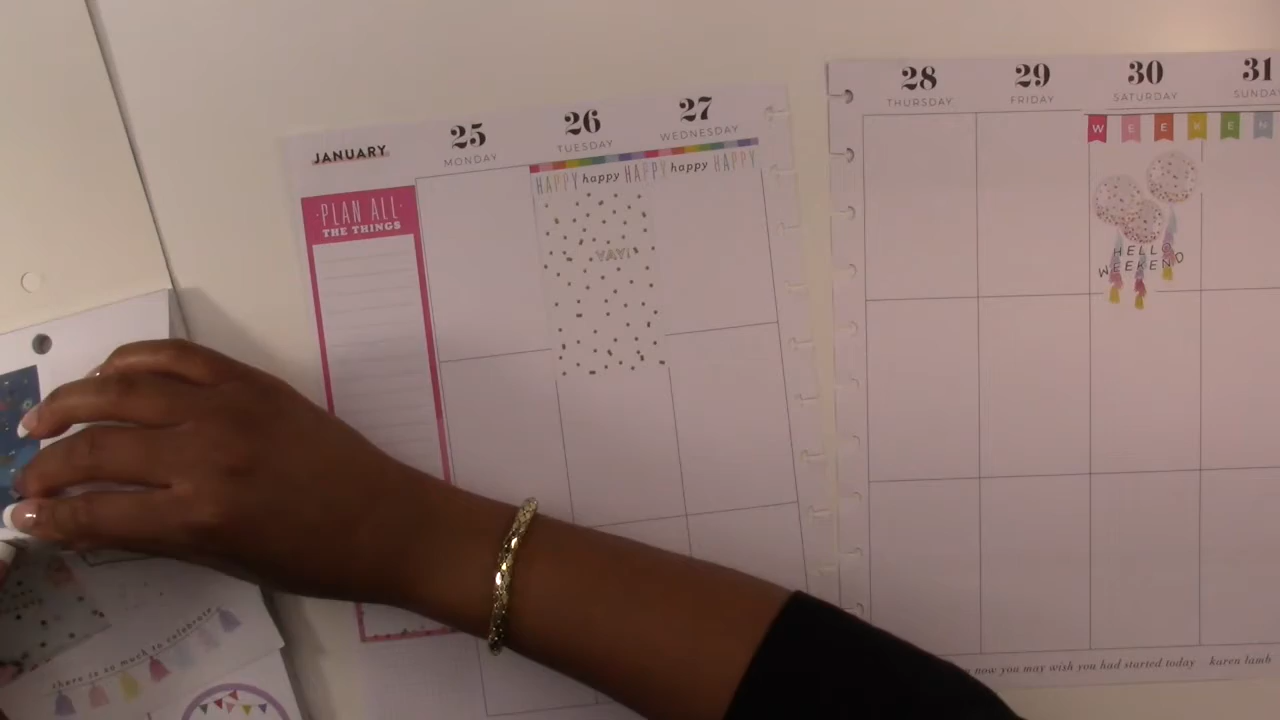 JANUARY
PLAN ALL
THE THINGS
25
MONDAY
26
TUESDAY
27
WEDNESDAY
HAPPY happy HAPPY happy HAPPY
YAY!
28
THURSDAY
29
FRIDAY
30
SATURDAY
31
SUNDA
WEEKEN
HELLO
WEEKEND
now you may wish you had started today karen lamb
there is so much to celebrate